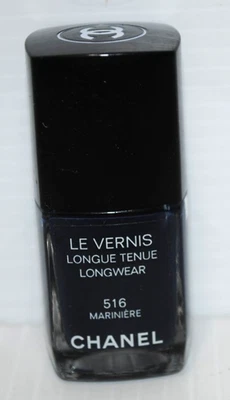 LE VERNIS
LONGUE TENUE
LONGWEAR
516
MARINIÈRE
CHANEL